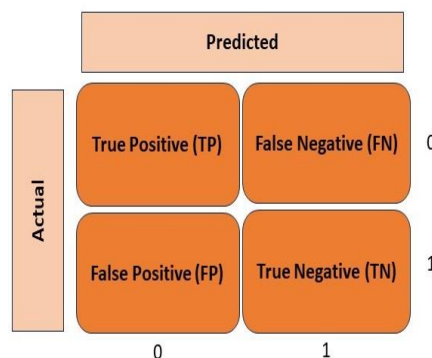 Predicted
Actual
True Positive (TP)
False Negative (FN)
0
False Positive (FP)
True Negative (TN)
1
0
1